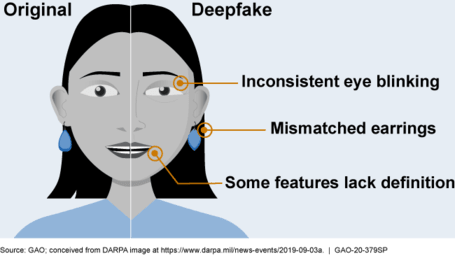 Original Deepfake
Inconsistent eye blinking
Mismatched earrings
Some features lack definition
Source: GAO; conceived from DARPA image at https://www.darpa.mil/news-events/2019-09-03a. | GAO-20-379SP